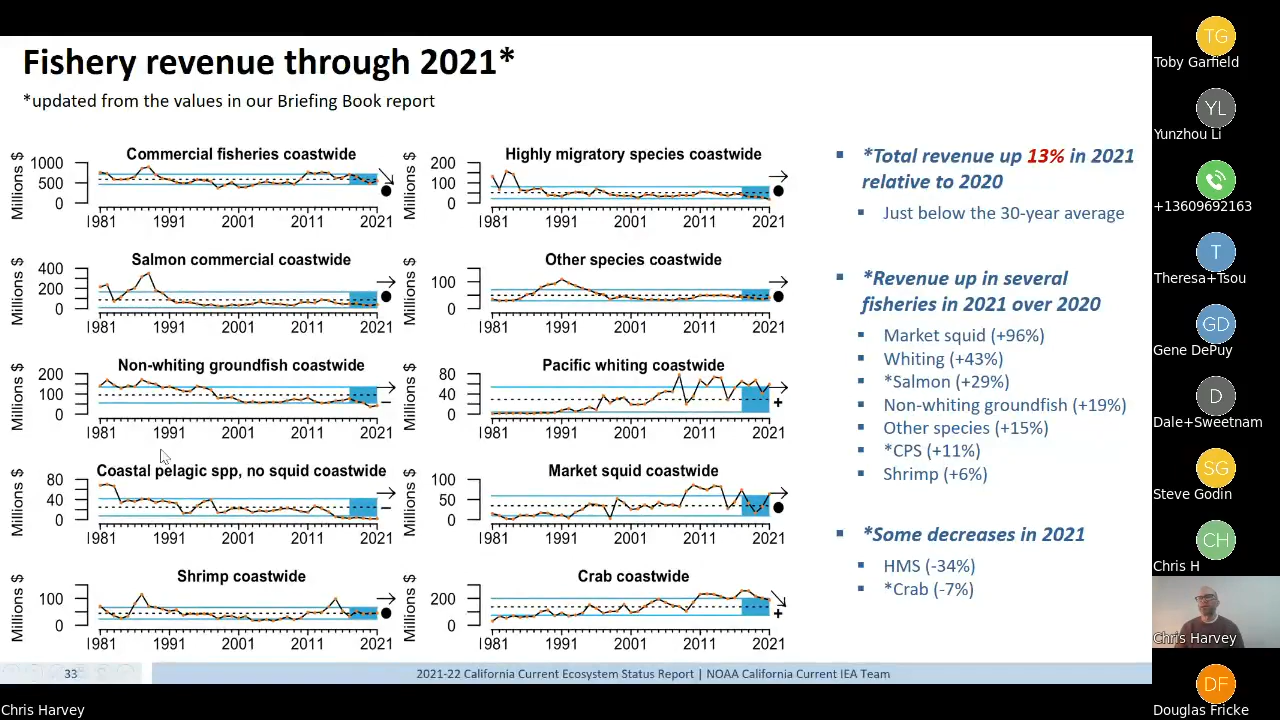 Fishery revenue through 2021*
*updated from the values in our Briefing Book report
Commercial fisheries coastwide
Millions $
1000
500
0
1981 1991 2001 2011 2021
Highly migratory species coastwide
Millions $
200
100
0
1981 1991 2001 2011 2021
Salmon commercial coastwide
Millions $
400
200
0
1981 1991 2001 2011 2021
Other species coastwide
Millions $
100
0
1981 1991 2001 2011 2021
Non-whiting groundfish coastwide
Millions $
200
100
0
1981 1991 2001 2011 2021
Pacific whiting coastwide
Millions $
80
40
0
1981 1991 2001 2011 2021
Coastal pelagic spp, no squid coastwide
Millions $
80
40
0
1981 1991 2001 2011 2021
Market squid coastwide
Millions $
100
50
0
1981 1991 2001 2011 2021
Shrimp coastwide
Millions $
100
0
1981 1991 2001 2011 2021
Crab coastwide
Millions $
200
0
1981 1991 2001 2011 2021
*Total revenue up 13% in 2021
relative to 2020
Just below the 30-year average
*Revenue up in several
fisheries in 2021 over 2020
Market squid (+96%)
Whiting (+43%)
*Salmon (+29%)
Non-whiting groundfish (+19%)
Other species (+15%)
*CPS (+11%)
Shrimp (+6%)
*Some decreases in 2021
HMS (-34%)
*Crab (-7%)
33
2021-22 California Current Ecosystem Status Report | NOAA California Current IEA Team
Chris Harvey
TG
Toby Garfield
YL
Yunzhou Li
+13609692163
T
Theresa+Tsou
GD
Gene DePuy
D
Dale+Sweetnam
SG
Steve Godin
CH
Chris H
Chris Harvey
DF
Douglas Fricke